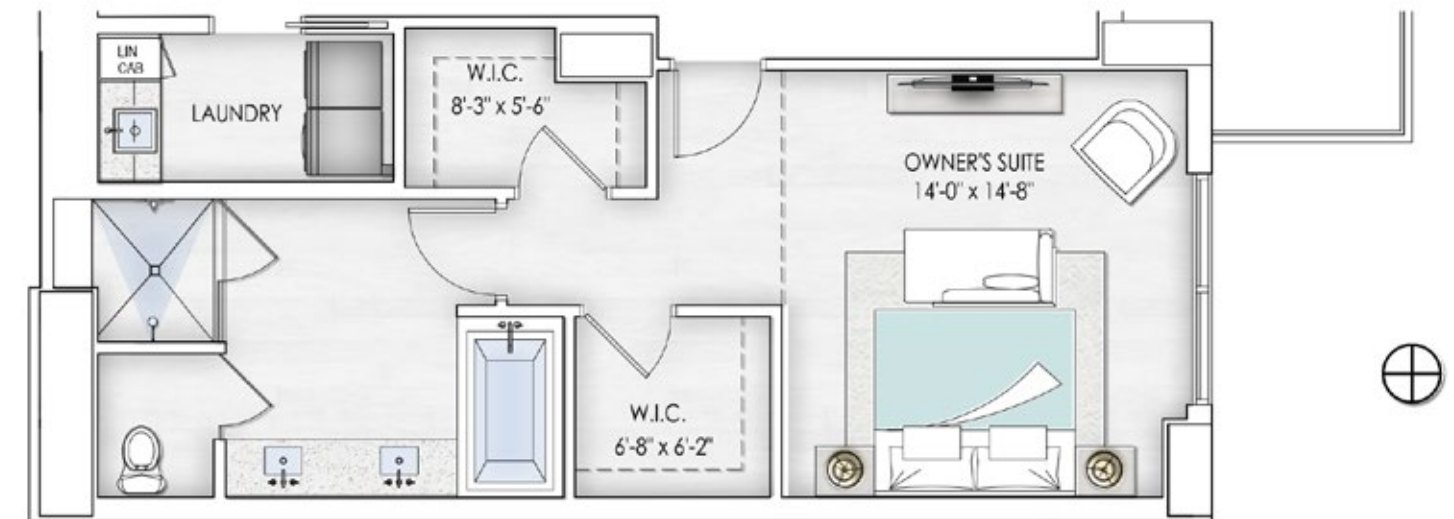 LIN
CAB
LAUNDRY
W.I.C.
8'-3" x 5'-6"
OWNER'S SUITE
14'-0" x 14'-8"
W.I.C.
6'-8" x 6'-2"